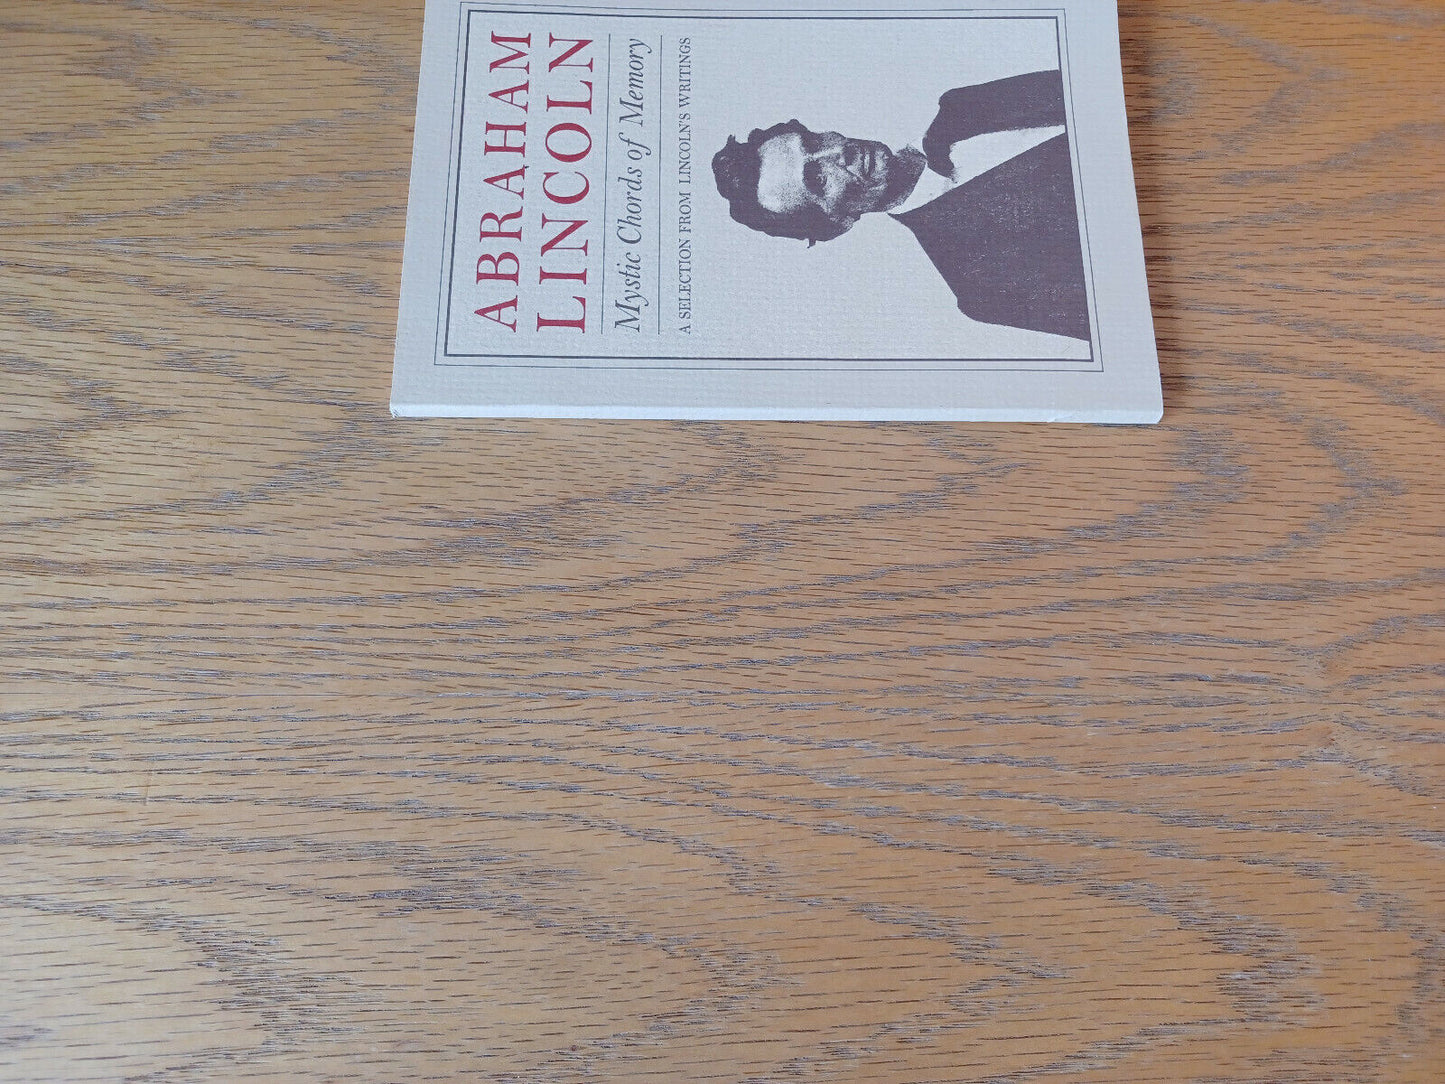 ABRAHAM
LINCOLN
Mystic Chords of Memory
A SELECTION FROM LINCOLN'S WRITINGS